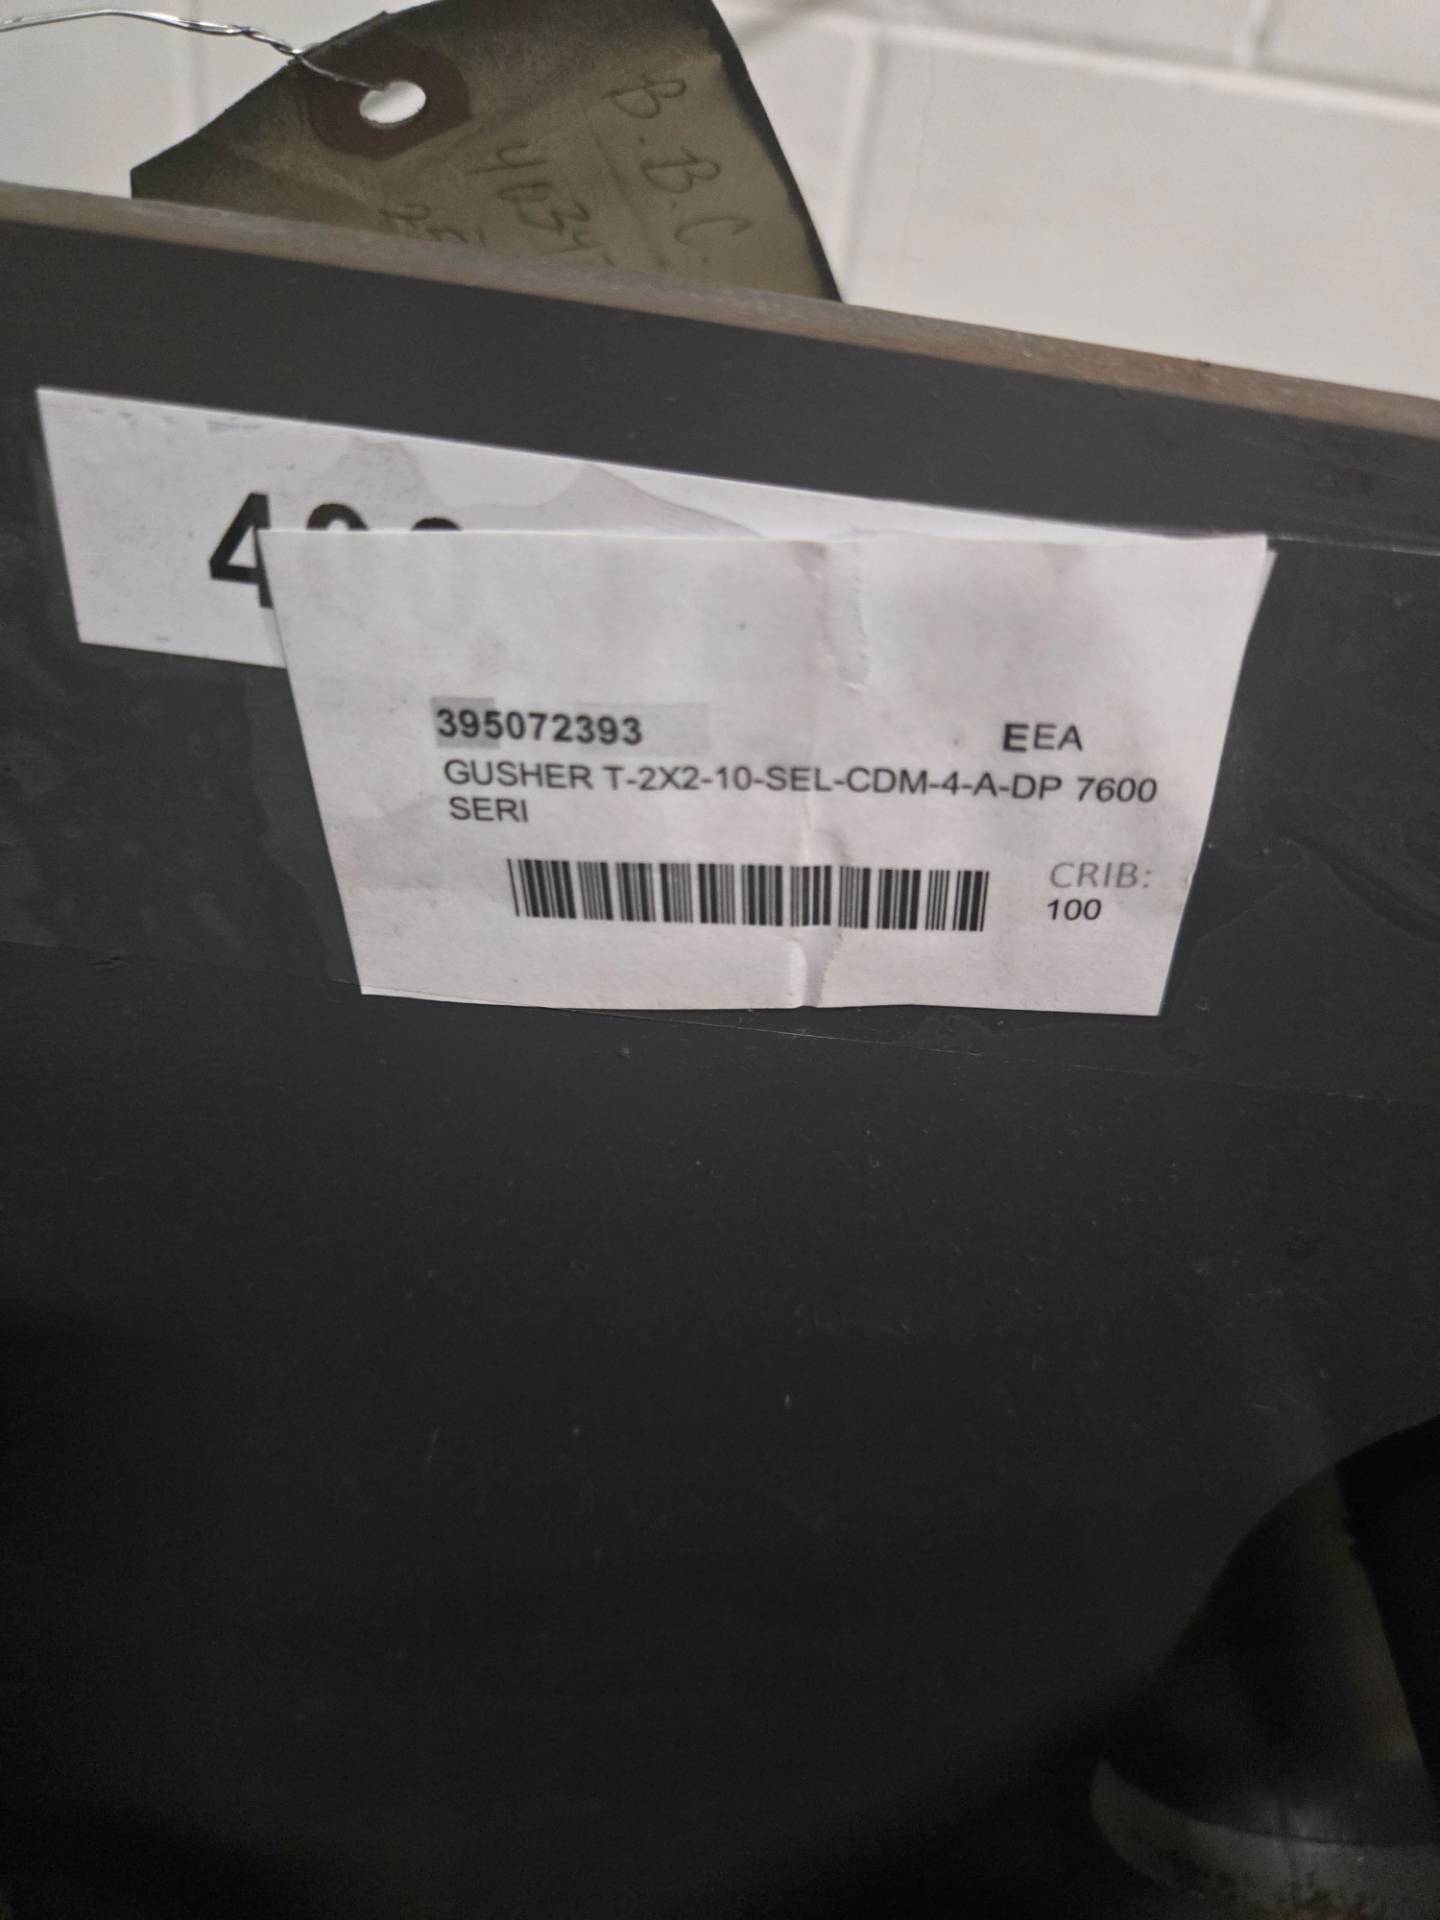 B.B.C.
395072393
EEA
GUSHER T-2X2-10-SEL-CDM-4-A-DP 7600
SERI
CRIB:
100